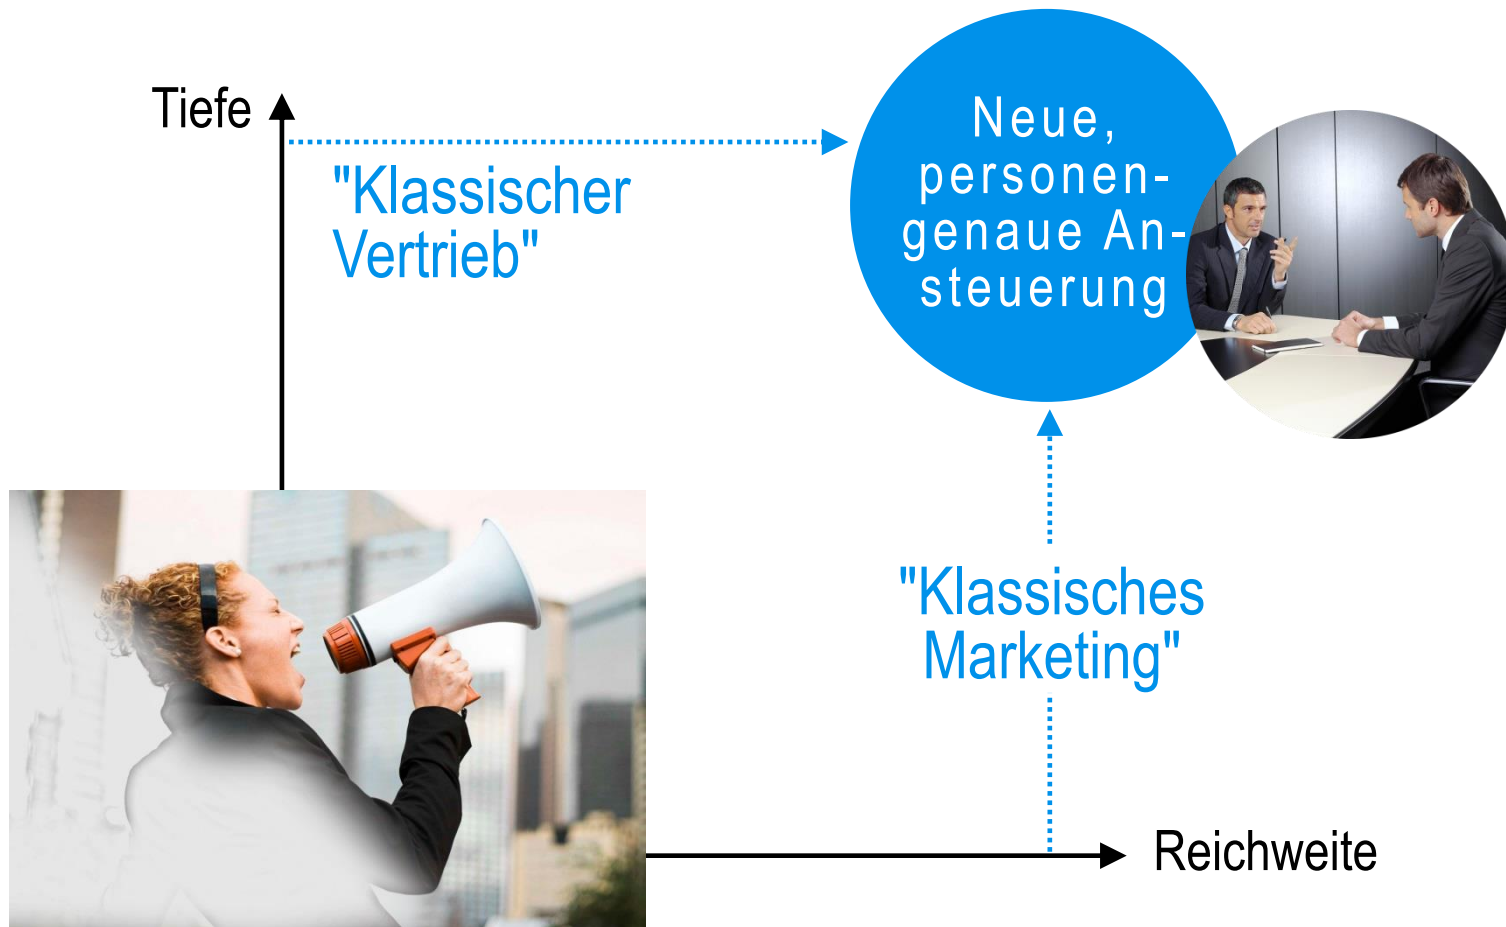 Tiefe
"Klassischer
Vertrieb"
Neue,
personen-
genaue An-
steuerung
"Klassisches
Marketing"
Reichweite